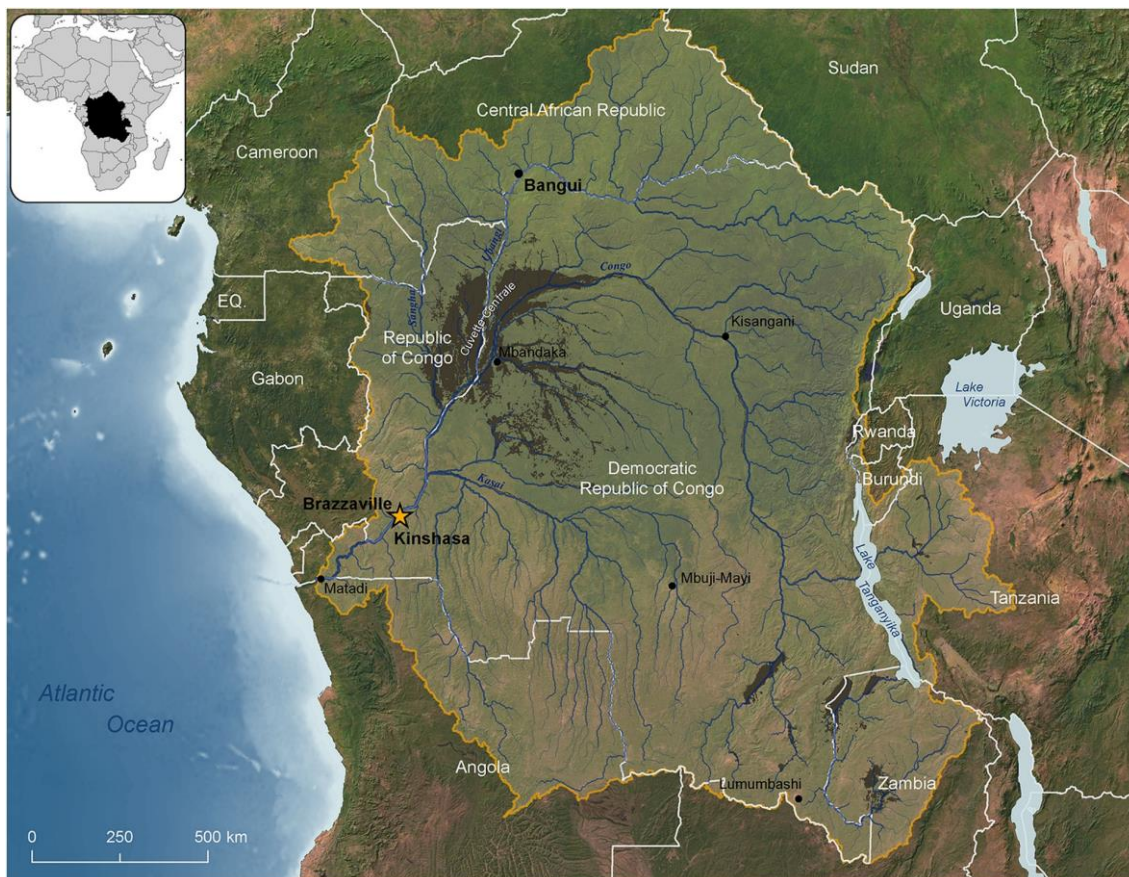 Sudan
Central African Republic
Cameroon
Bangui
Ubangi
Congo
Sangha
Cuvette Centrale
EQ.
Uganda
Kisangani
Republic
of Congo
Mbandaka
Gabon
Lake
Victoria
Rwanda
Democratic
Republic of Congo
Burundi
Kasai
Brazzaville
Kinshasa
Matadi
Mbuji-Mayi
Lake
Tanganyika
Tanzania
Atlantic
Ocean
Angola
Lumumbashi
Zambia
0 250 500 km